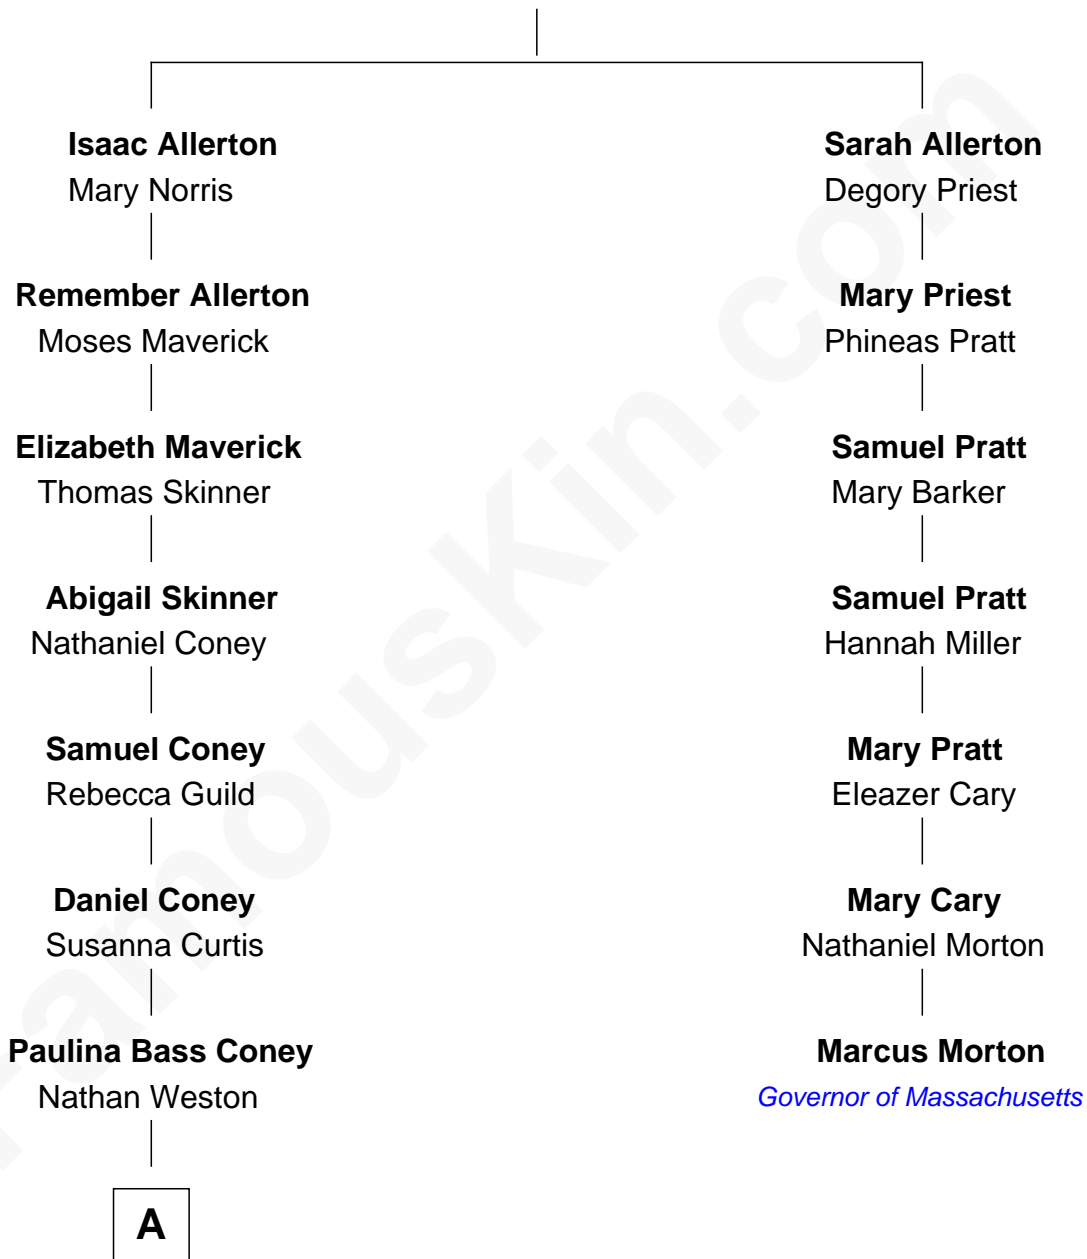 Isaac Allerton
Mary Norris
Sarah Allerton
Degory Priest
Remember Allerton
Moses Maverick
Mary Priest
Phineas Pratt
Elizabeth Maverick
Thomas Skinner
Samuel Pratt
Mary Barker
Abigail Skinner
Nathaniel Coney
Samuel Pratt
Hannah Miller
Samuel Coney
Rebecca Guild
Mary Pratt
Eleazer Cary
Daniel Coney
Susanna Curtis
Mary Cary
Nathaniel Morton
Paulina Bass Coney
Nathan Weston
Marcus Morton
Governor of Massachusetts
A
FamousKin.com